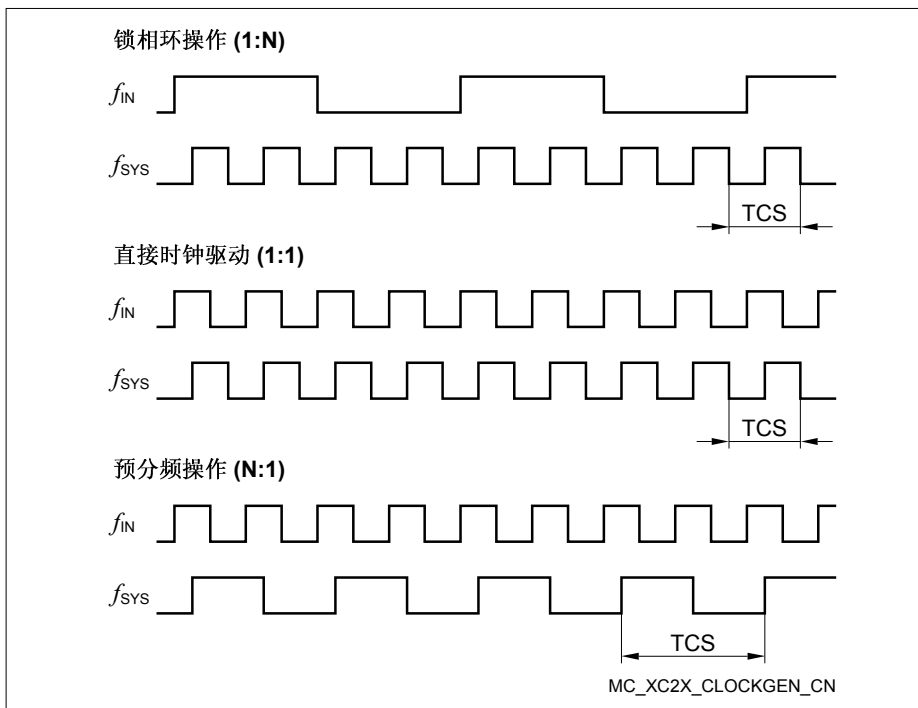 锁相环操作 (1:N)
fIN
fSYS
TCS
直接时钟驱动 (1:1)
fIN
fSYS
TCS
预分频操作 (N:1)
fIN
fSYS
TCS
MC_XC2X_CLOCKGEN_CN